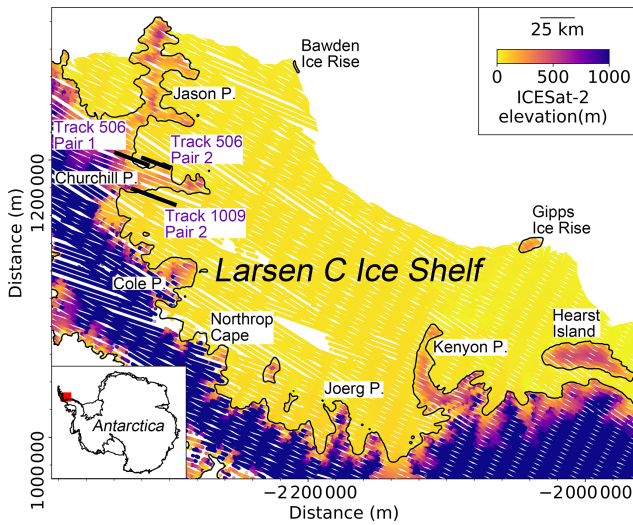 25 km
0 500 1000
ICESat-2
elevation(m)
Bawden
Ice Rise
Jason P.
Track 506
Pair 1
Track 506
Pair 2
Churchill P.
Track 1009
Pair 2
Gipps
Ice Rise
Larsen C Ice Shelf
Cole P.
Northrop
Cape
Hearst
Island
Kenyon P.
Joerg P.
Antarctica
1200000
1000000
Distance (m)
−2200000
−2000000
Distance (m)